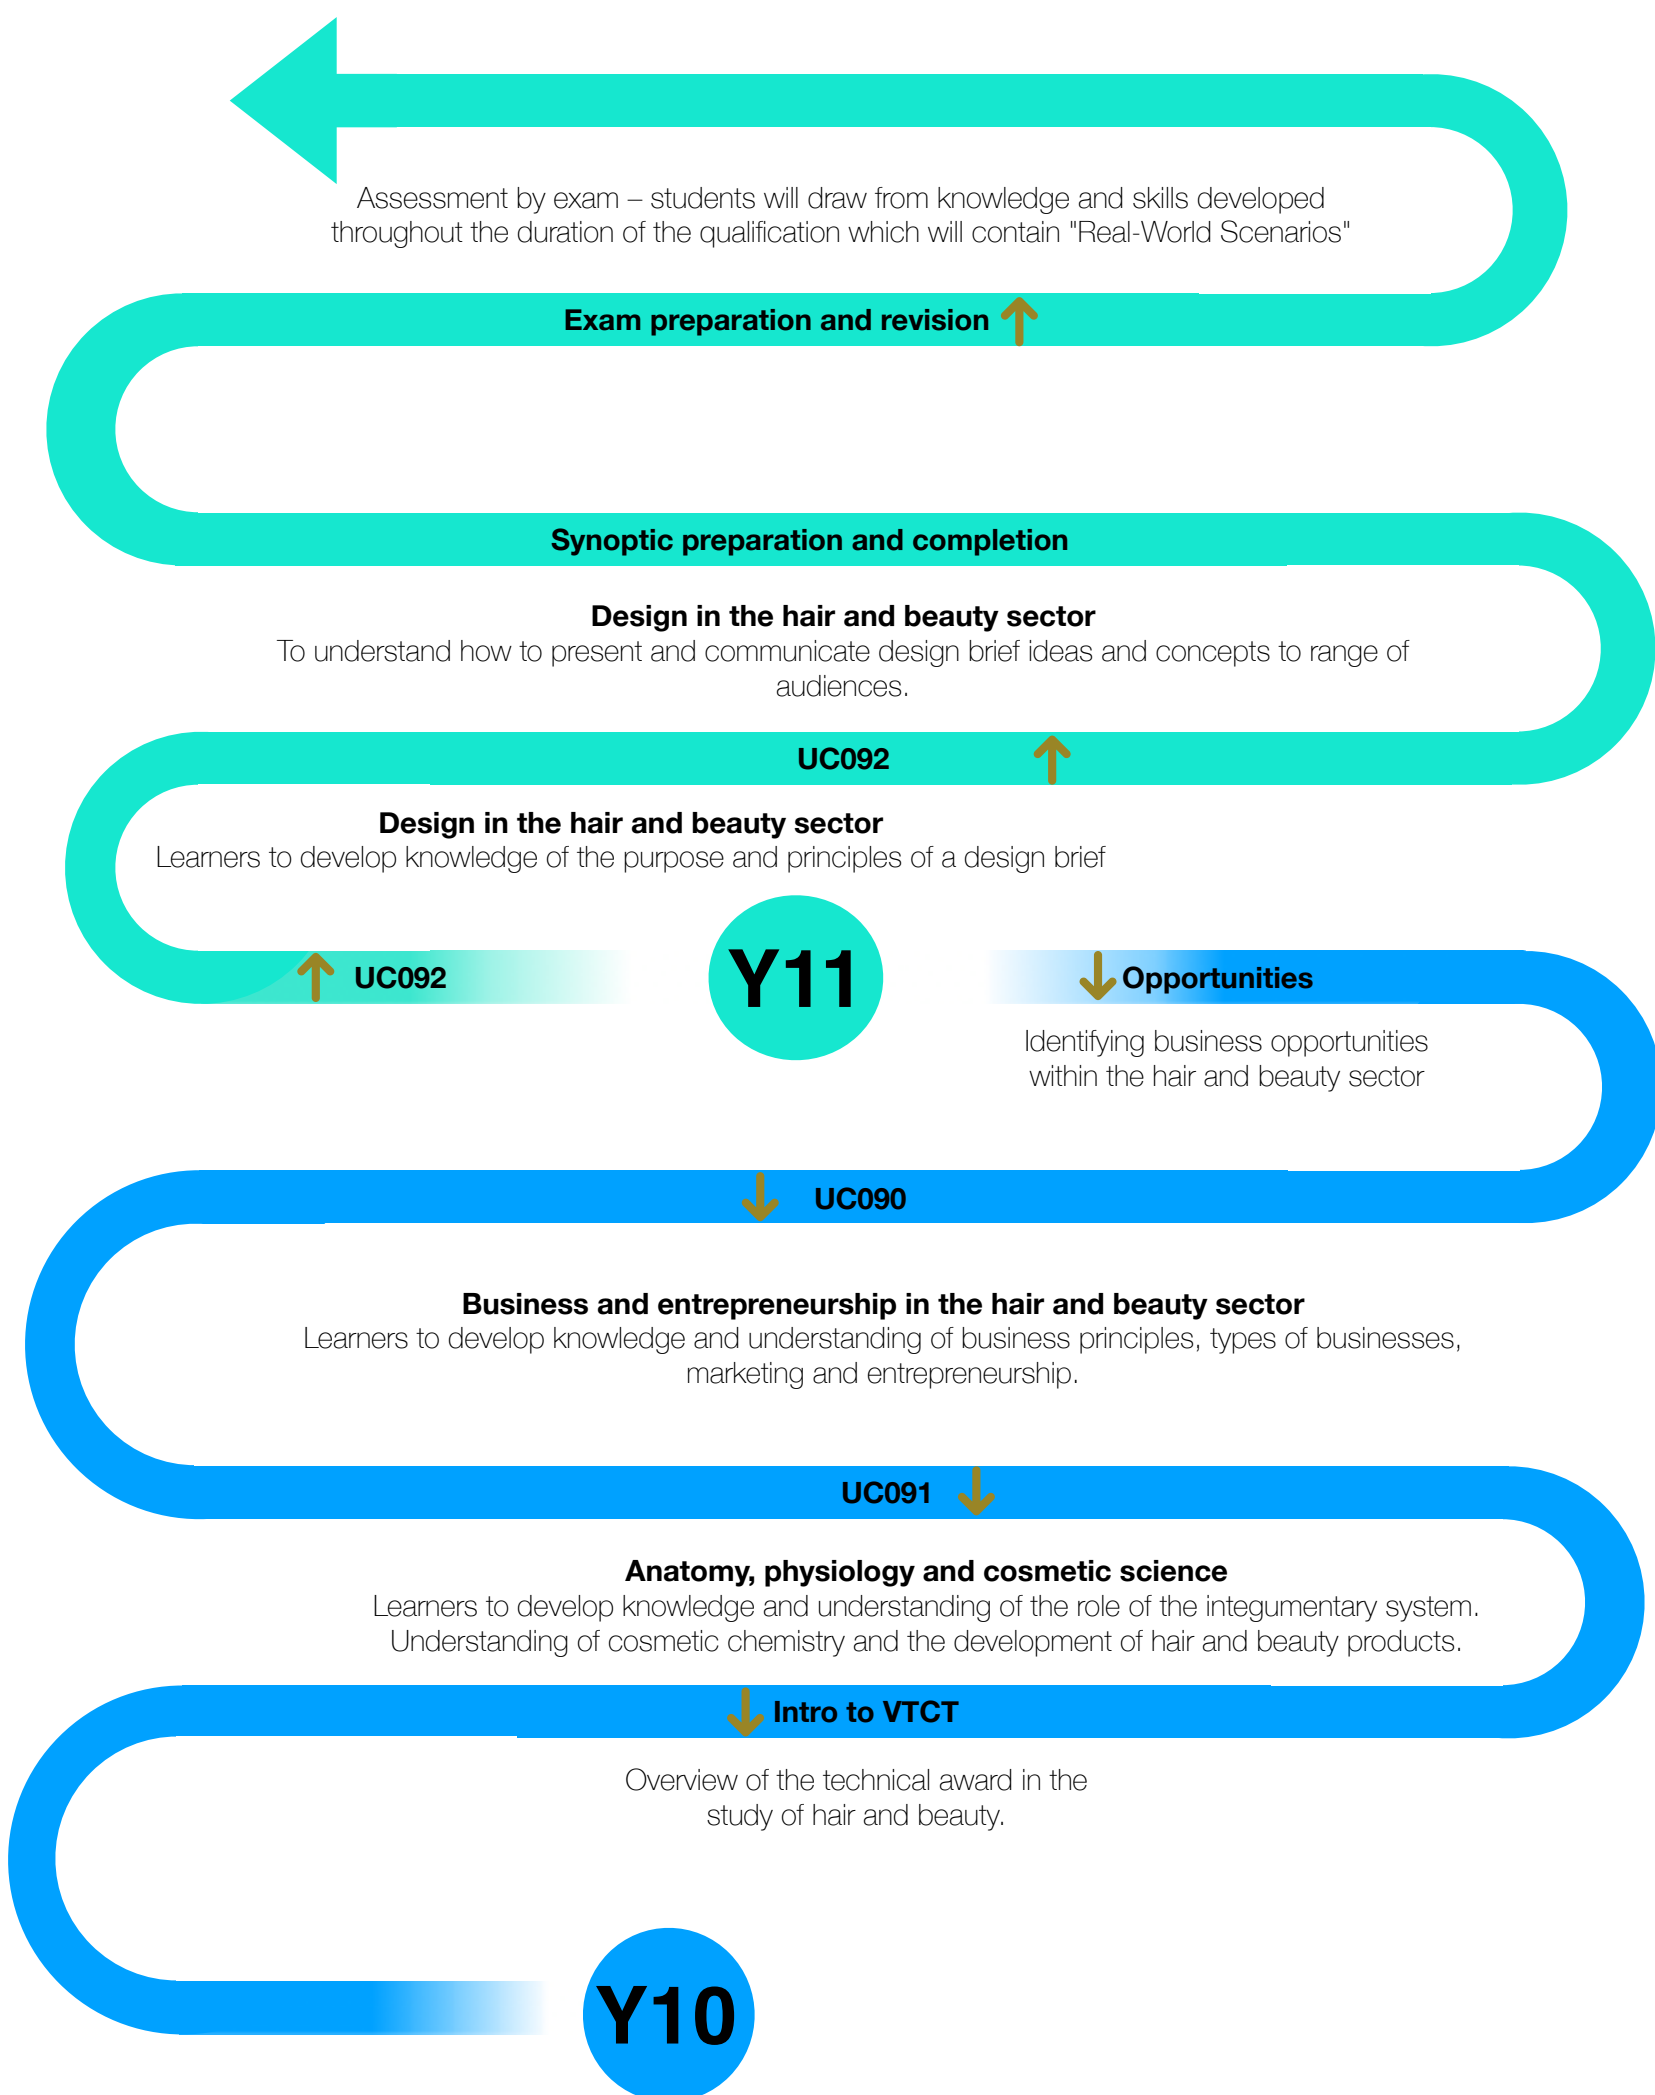 Assessment by exam – students will draw from knowledge and skills developed
throughout the duration of the qualification which will contain "Real-World Scenarios"
Exam preparation and revision
Synoptic preparation and completion
Design in the hair and beauty sector
To understand how to present and communicate design brief ideas and concepts to range of
audiences.
UC092
Design in the hair and beauty sector
Learners to develop knowledge of the purpose and principles of a design brief
UC092
Y11
Opportunities
Identifying business opportunities
within the hair and beauty sector
UC090
Business and entrepreneurship in the hair and beauty sector
Learners to develop knowledge and understanding of business principles, types of businesses,
marketing and entrepreneurship.
UC091
Anatomy, physiology and cosmetic science
Learners to develop knowledge and understanding of the role of the integumentary system.
Understanding of cosmetic chemistry and the development of hair and beauty products.
Intro to VTCT
Overview of the technical award in the
study of hair and beauty.
Y10